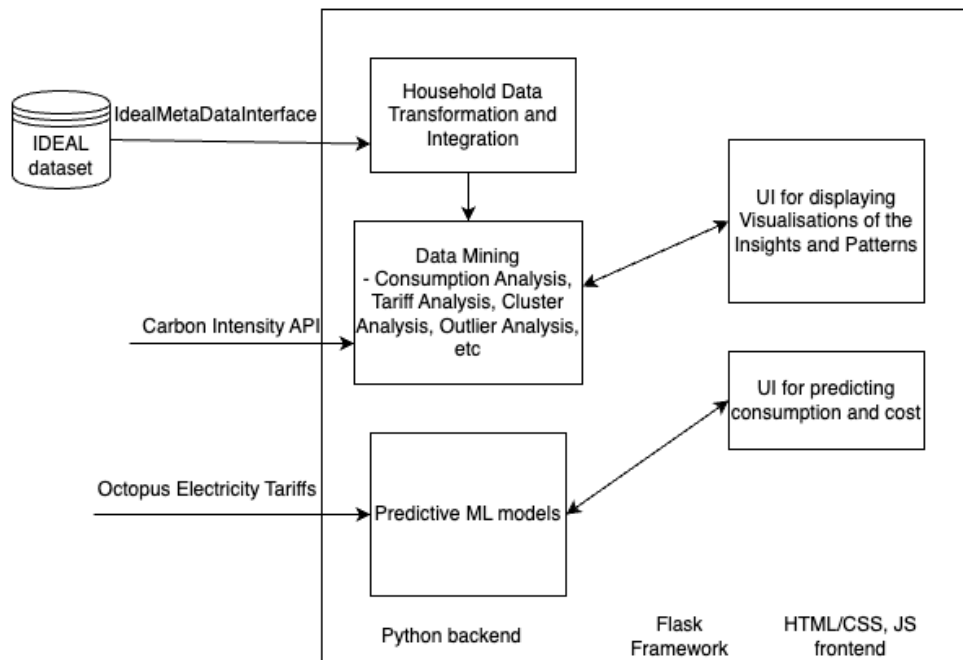 IDEAL
dataset
IdealMetaDataInterface
Household Data
Transformation and
Integration
Data Mining
- Consumption Analysis,
Tariff Analysis, Cluster
Analysis, Outlier Analysis,
etc
Carbon Intensity API
UI for displaying
Visualisations of the
Insights and Patterns
UI for predicting
consumption and cost
Octopus Electricity Tariffs
Predictive ML models
Python backend
Flask
Framework
HTML/CSS, JS
frontend